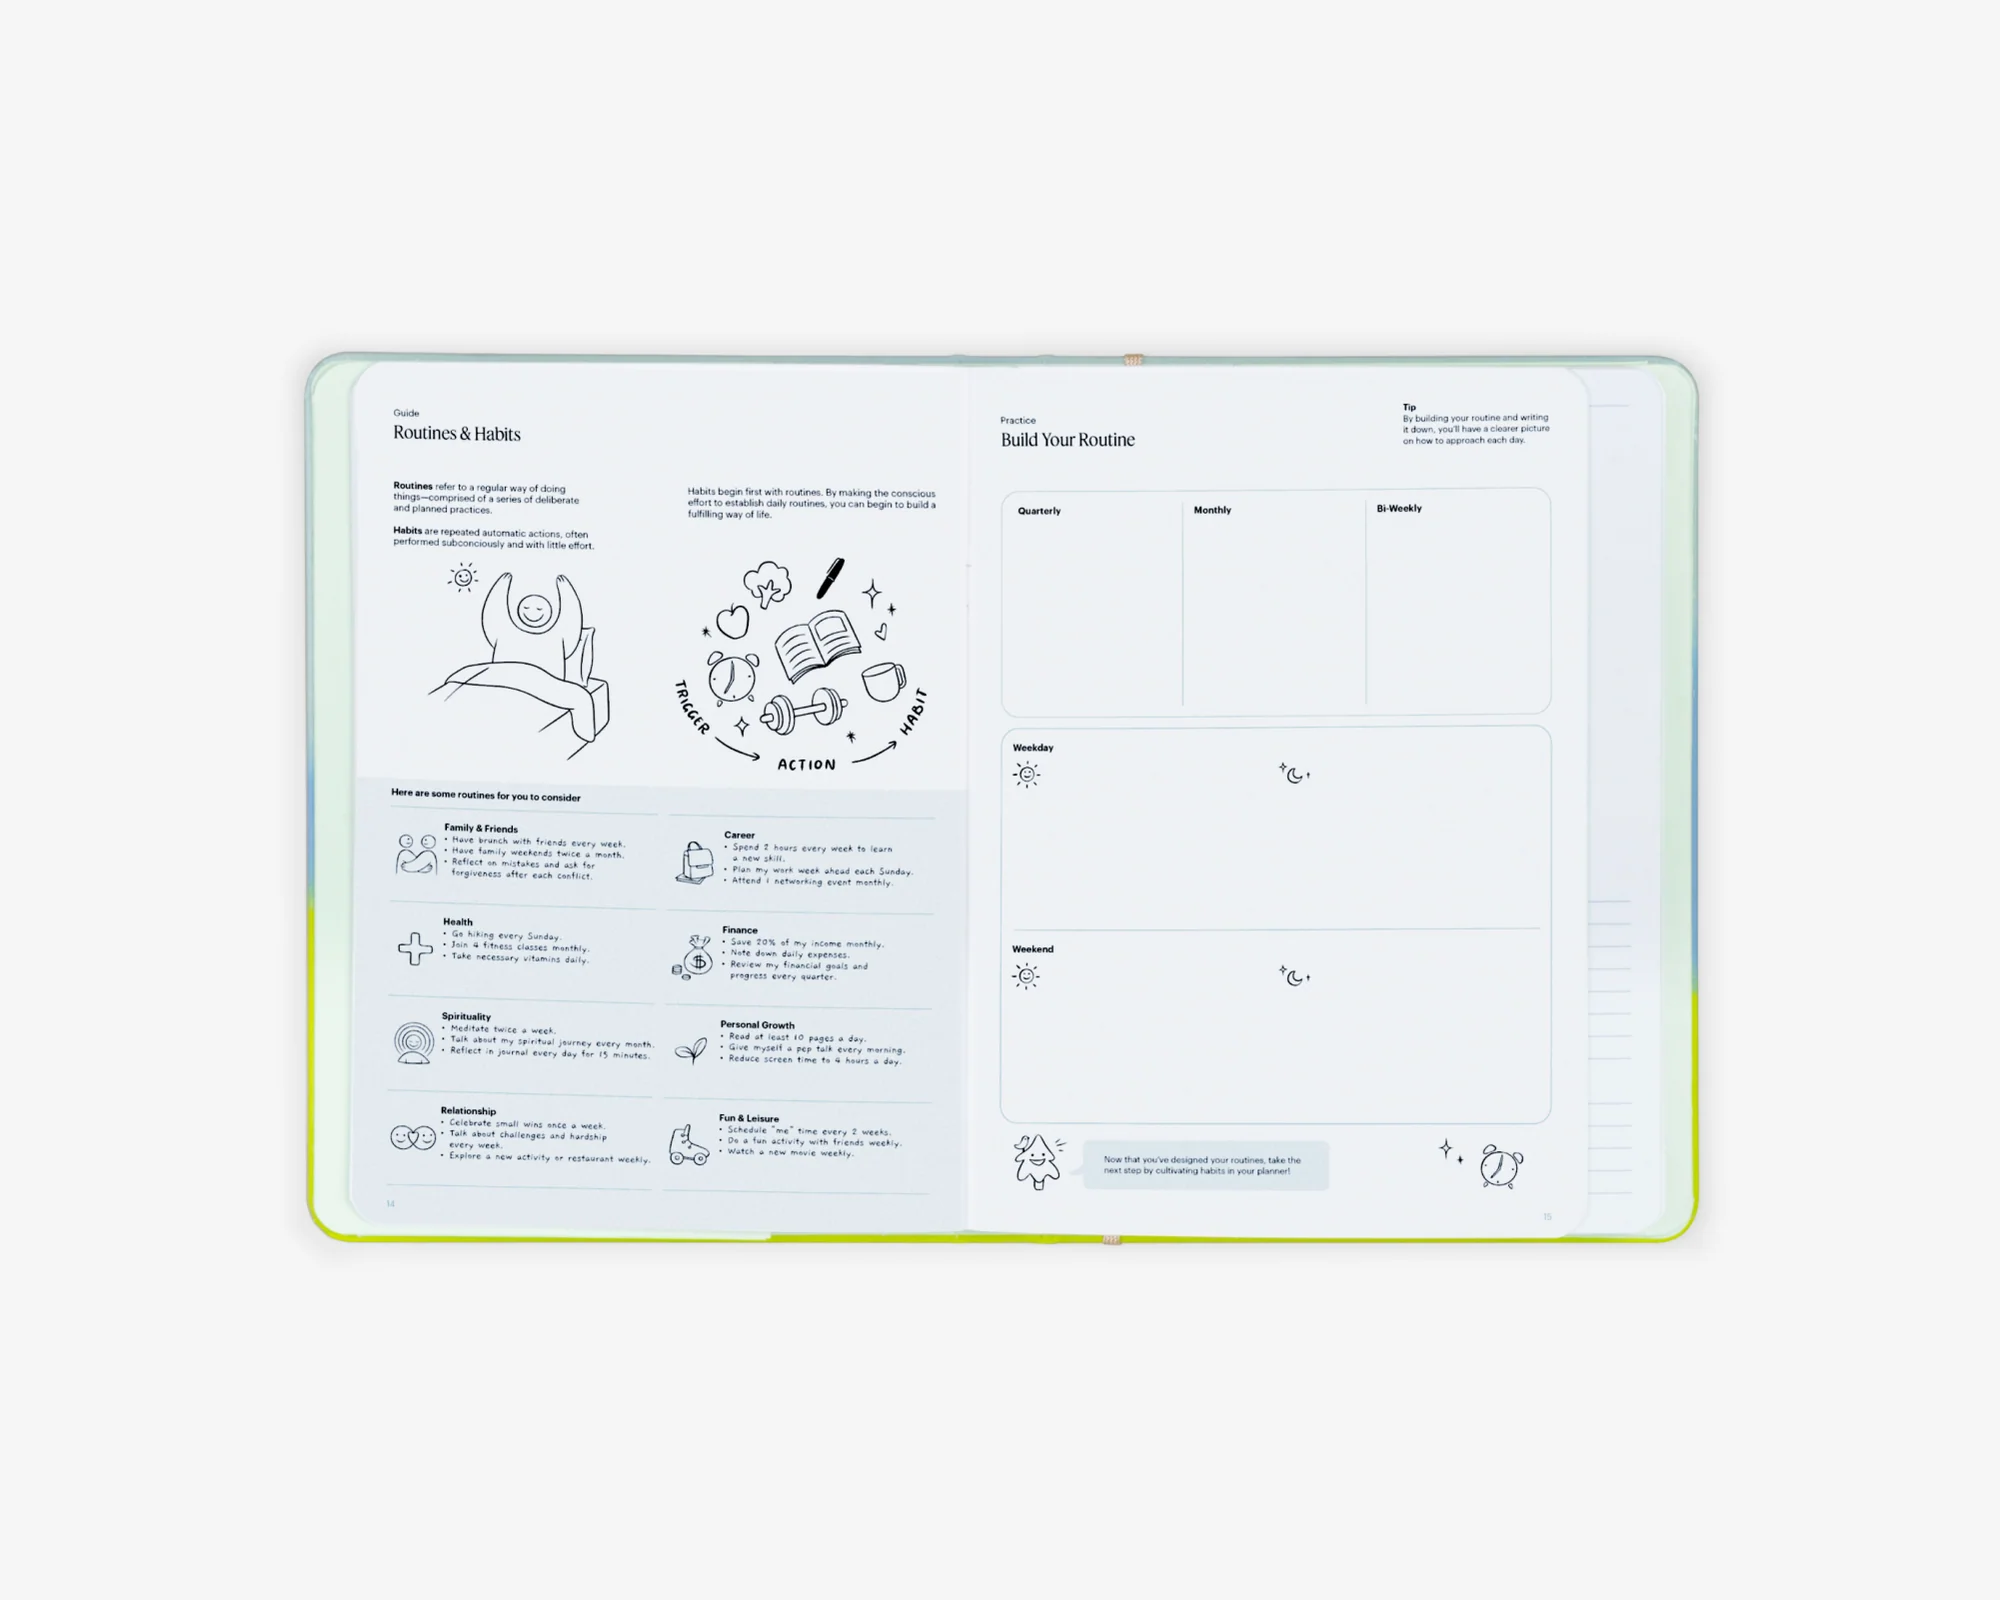 Guide
Routines & Habits
Routines refer to a regular way of doing
things—comprised of a series of deliberate
and planned practices.
Habits are repeated automatic actions, often
performed subconciously and with little effort.
Habits begin first with routines. By making the conscious
effort to establish daily routines, you can begin to build a
fulfilling way of life.
TRIGGER
ACTION
HABIT
Here are some routines for you to consider
Family & Friends
• Have brunch with friends every week.
• Have family weekends twice a month.
• Reflect on mistakes and ask for
forgiveness after each conflict.
Career
• Spend 2 hours every week to learn
a new skill.
• Plan my work week ahead each Sunday.
• Attend 1 networking event monthly.
Health
• Go hiking every Sunday.
• Join 4 fitness classes monthly.
• Take necessary vitamins daily.
Finance
• Save 20% of my income monthly.
• Note down daily expenses.
• Review my financial goals and
progress every quarter.
Spirituality
• Meditate twice a week.
• Talk about my spiritual journey every month.
• Reflect in journal every day for 15 minutes.
Personal Growth
• Read at least 10 pages a day.
• Give myself a pep talk every morning.
• Reduce screen time to 4 hours a day.
Relationship
• Celebrate small wins once a week.
• Talk about challenges and hardship
every week.
• Explore a new activity or restaurant weekly.
Fun & Leisure
• Schedule "me" time every 2 weeks.
• Do a fun activity with friends weekly.
• Watch a new movie weekly.
14
Practice
Build Your Routine
Tip
By building your routine and writing
it down, you'll have a clearer picture
on how to approach each day.
Quarterly
Monthly
Bi-Weekly
Weekday
Weekend
Now that you've designed your routines, take the
next step by cultivating habits in your planner!
15